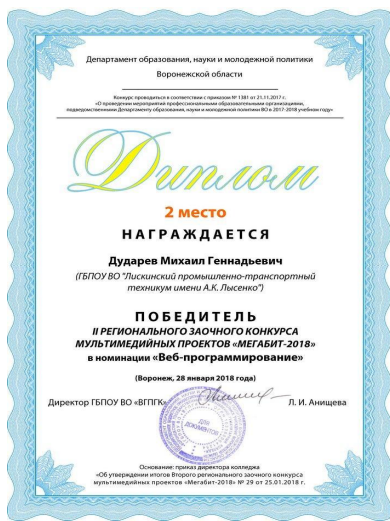 Департамент образования, науки и молодежной политики
Воронежской области
Конкурс проводиться в соответствии с приказом № 1381 от 21.11.2017 г.
«О проведении мероприятий профессиональными образовательными организациями,
подведомственными Департаменту образования, науки и молодежной политики ВО в 2017-2018 учебном году»
Диплом
2 место
НАГРАЖДАЕТСЯ
Дударев Михаил Геннадьевич
(ГБПОУ ВО "Лискинский промышленно-транспортный
техникум имени А.К. Лысенко")
ПОБЕДИТЕЛЬ
II РЕГИОНАЛЬНОГО ЗАОЧНОГО КОНКУРСА
МУЛЬТИМЕДИЙНЫХ ПРОЕКТОВ «МЕГАБИТ-2018»
в номинации «Веб-программирование»
(Воронеж, 28 января 2018 года)
Директор ГБПОУ ВО «ВГПГК» Л. И. Анищева
ДЛЯ
ДОКУМЕНТОВ
Основание: приказ директора колледжа
«Об утверждении итогов Второго регионального заочного конкурса
мультимедийных проектов «Мегабит-2018» № 29 от 25.01.2018 г.